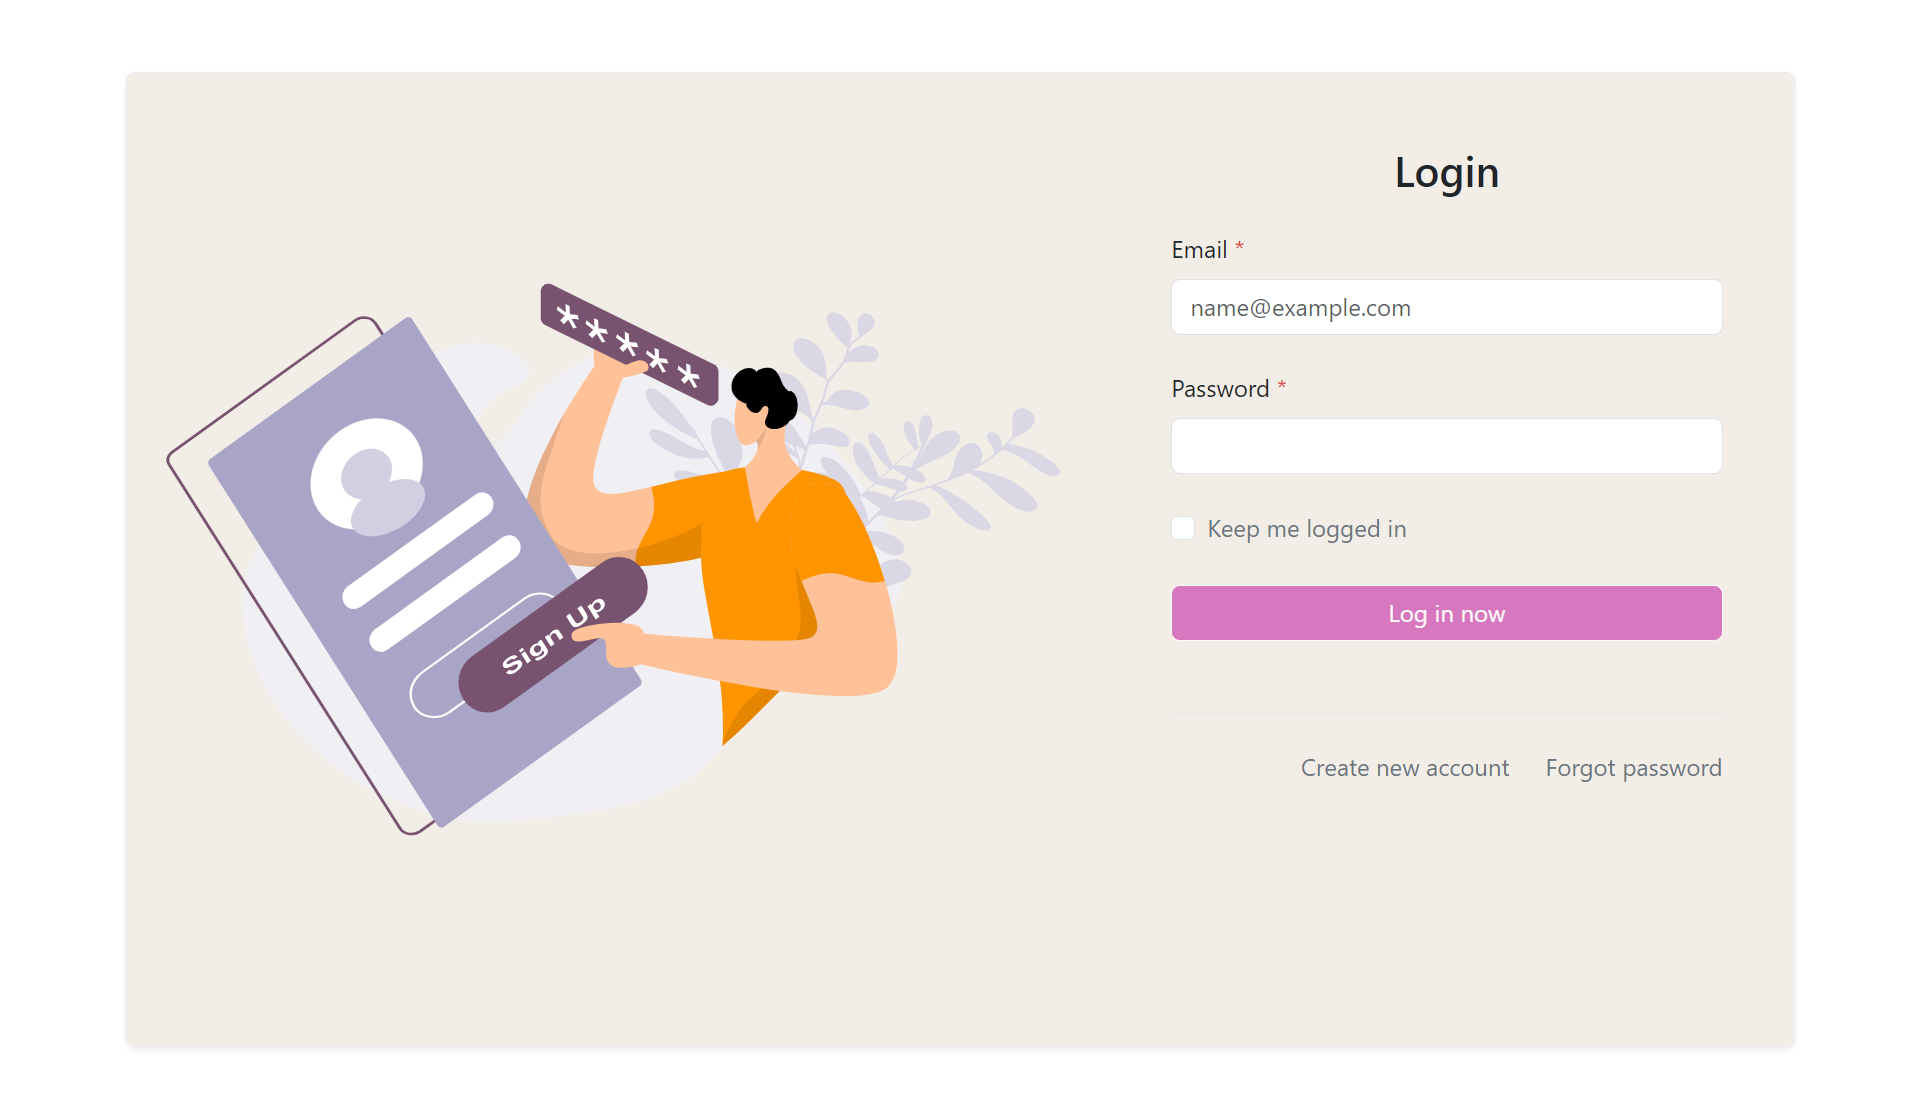 *****
Sign Up
Login
Email *
name@example.com
Password *
Keep me logged in
Log in now
Create new account Forgot password